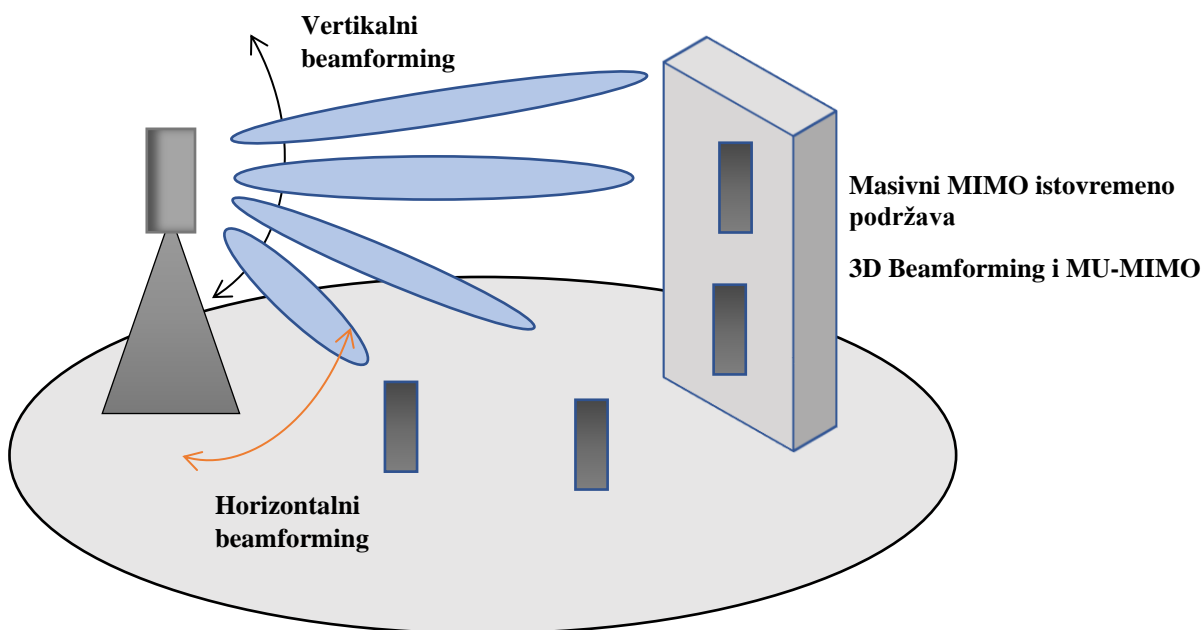 Vertikalni
beamforming
Masivni MIMO istovremeno
podržava
3D Beamforming i MU-MIMO
Horizontalni
beamforming